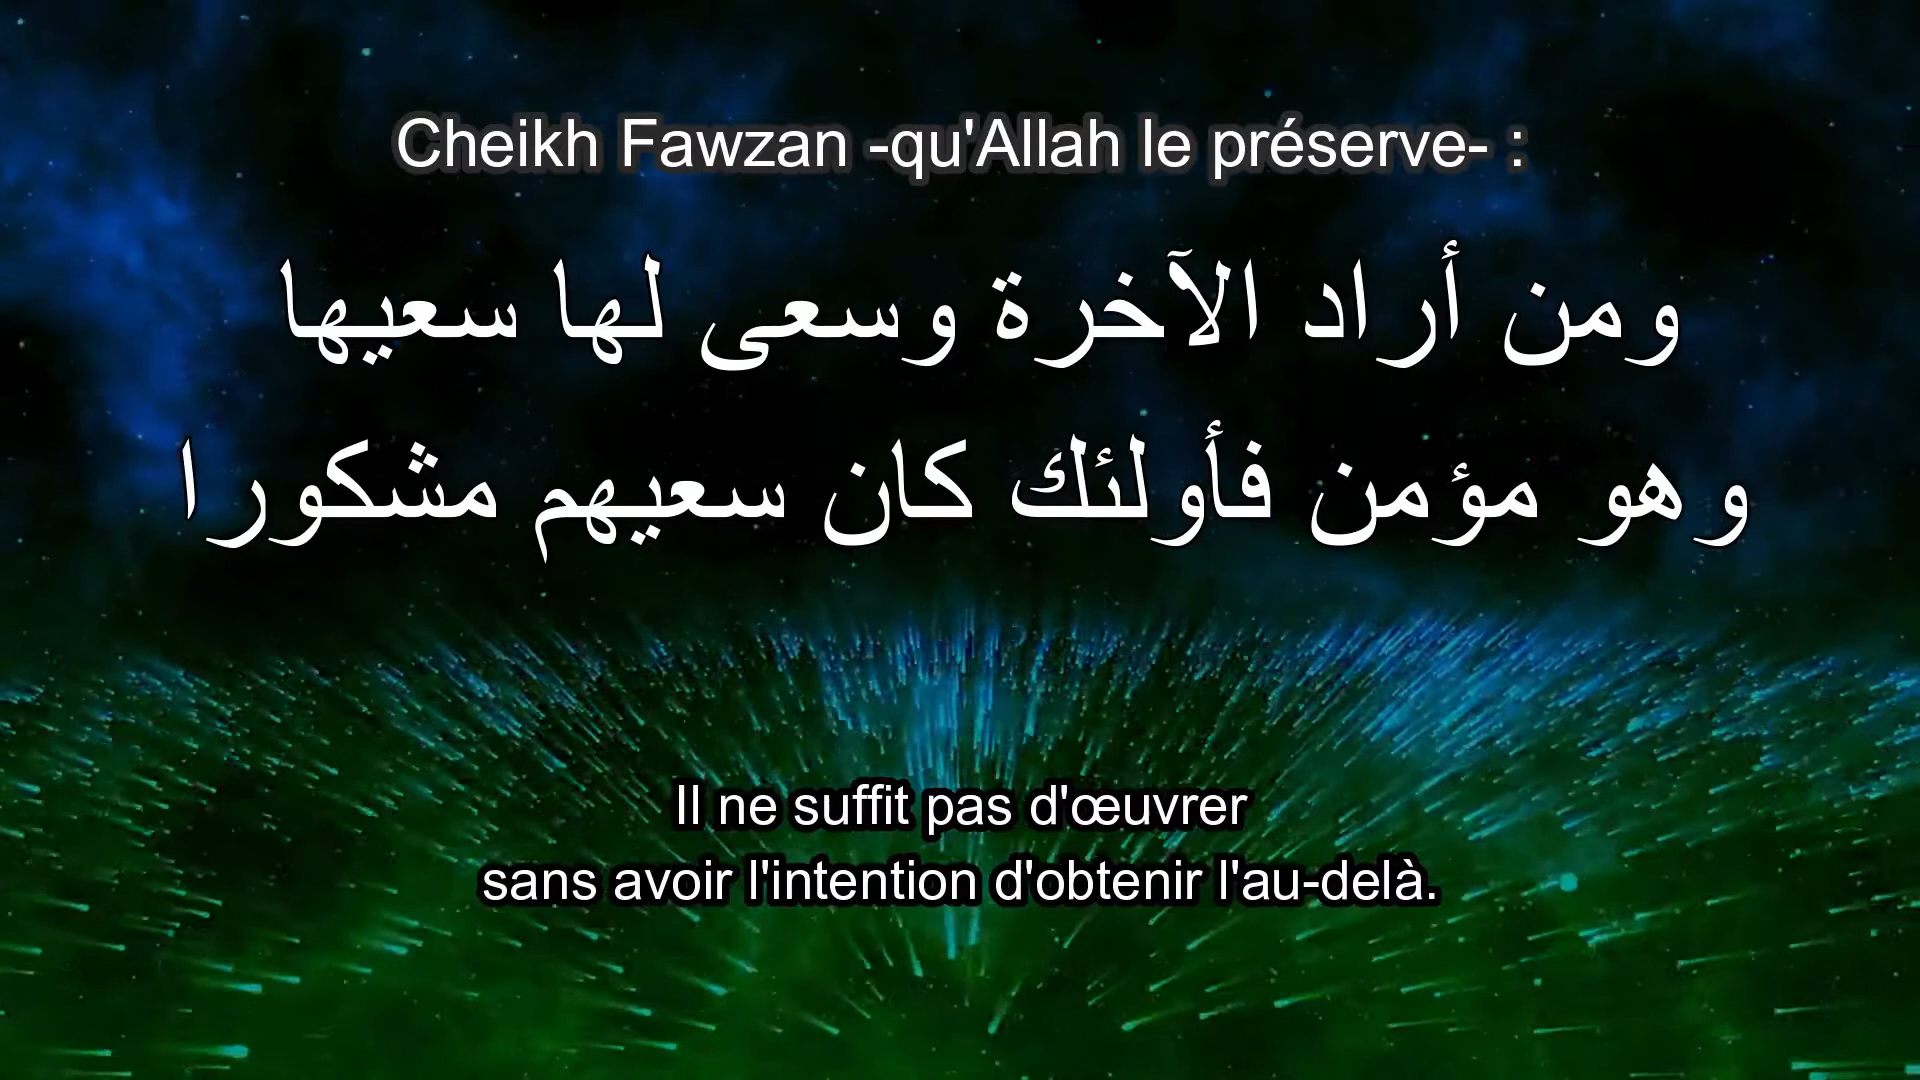 Cheikh Fawzan -qu'Allah le préserve- :
ومن أراد الآخرة وسعى لها سعيها
وهو مؤمن فأولئك كان سعيهم مشكورا
Il ne suffit pas d'œuvrer
sans avoir l'intention d'obtenir l'au-delà.